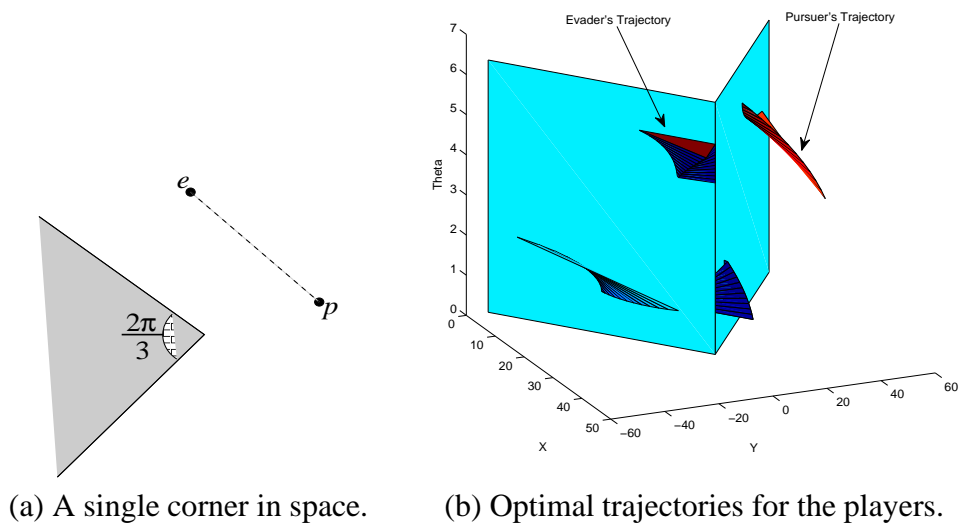 e
p
2π
3
Evader's Trajectory
Pursuer's Trajectory
7
6
5
4
3
2
1
0
Theta
0
10
20
30
40
50
X
−60
−40
−20
0
20
40
60
Y
(a) A single corner in space.
(b) Optimal trajectories for the players.